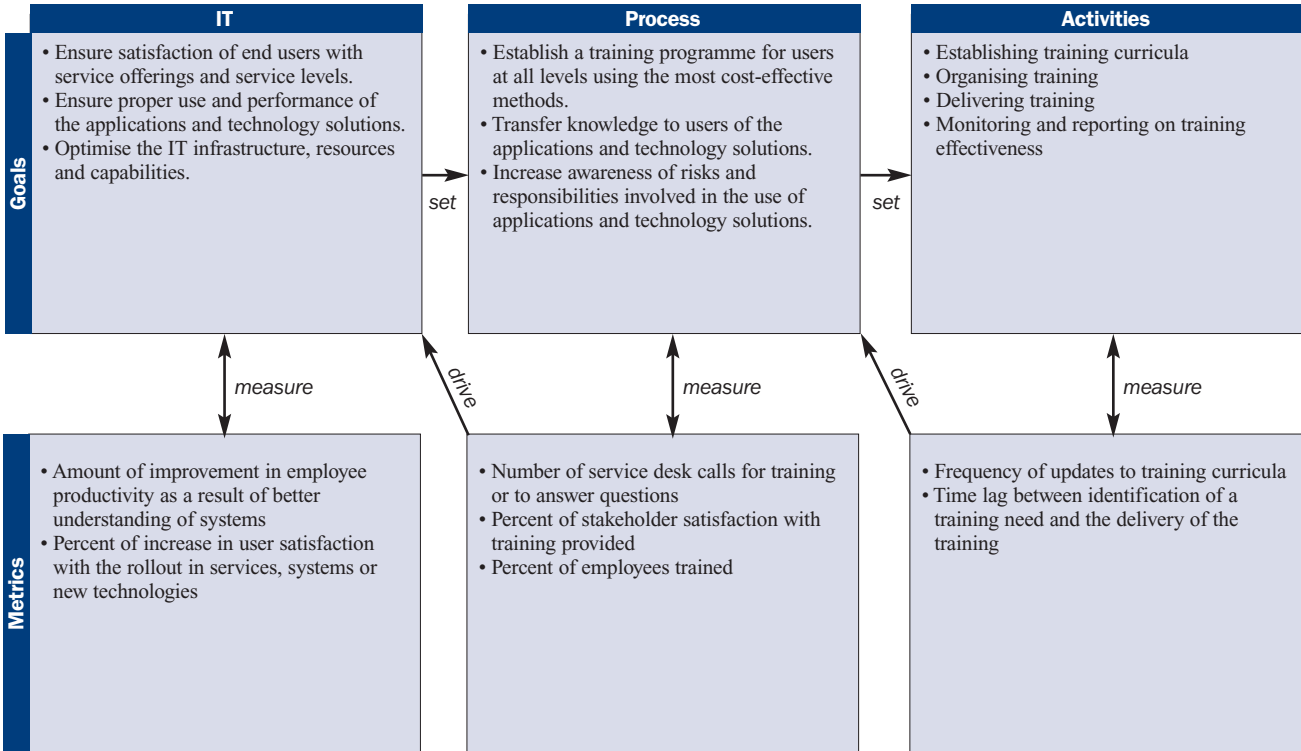 IT
Process
Activities
Goals
• Ensure satisfaction of end users with
service offerings and service levels.
• Ensure proper use and performance of
the applications and technology solutions.
• Optimise the IT infrastructure, resources
and capabilities.
set
• Establish a training programme for users
at all levels using the most cost-effective
methods.
• Transfer knowledge to users of the
applications and technology solutions.
• Increase awareness of risks and
responsibilities involved in the use of
applications and technology solutions.
set
• Establishing training curricula
• Organising training
• Delivering training
• Monitoring and reporting on training
effectiveness
measure
drive
measure
drive
measure
Metrics
• Amount of improvement in employee
productivity as a result of better
understanding of systems
• Percent of increase in user satisfaction
with the rollout in services, systems or
new technologies
• Number of service desk calls for training
or to answer questions
• Percent of stakeholder satisfaction with
training provided
• Percent of employees trained
• Frequency of updates to training curricula
• Time lag between identification of a
training need and the delivery of the
training